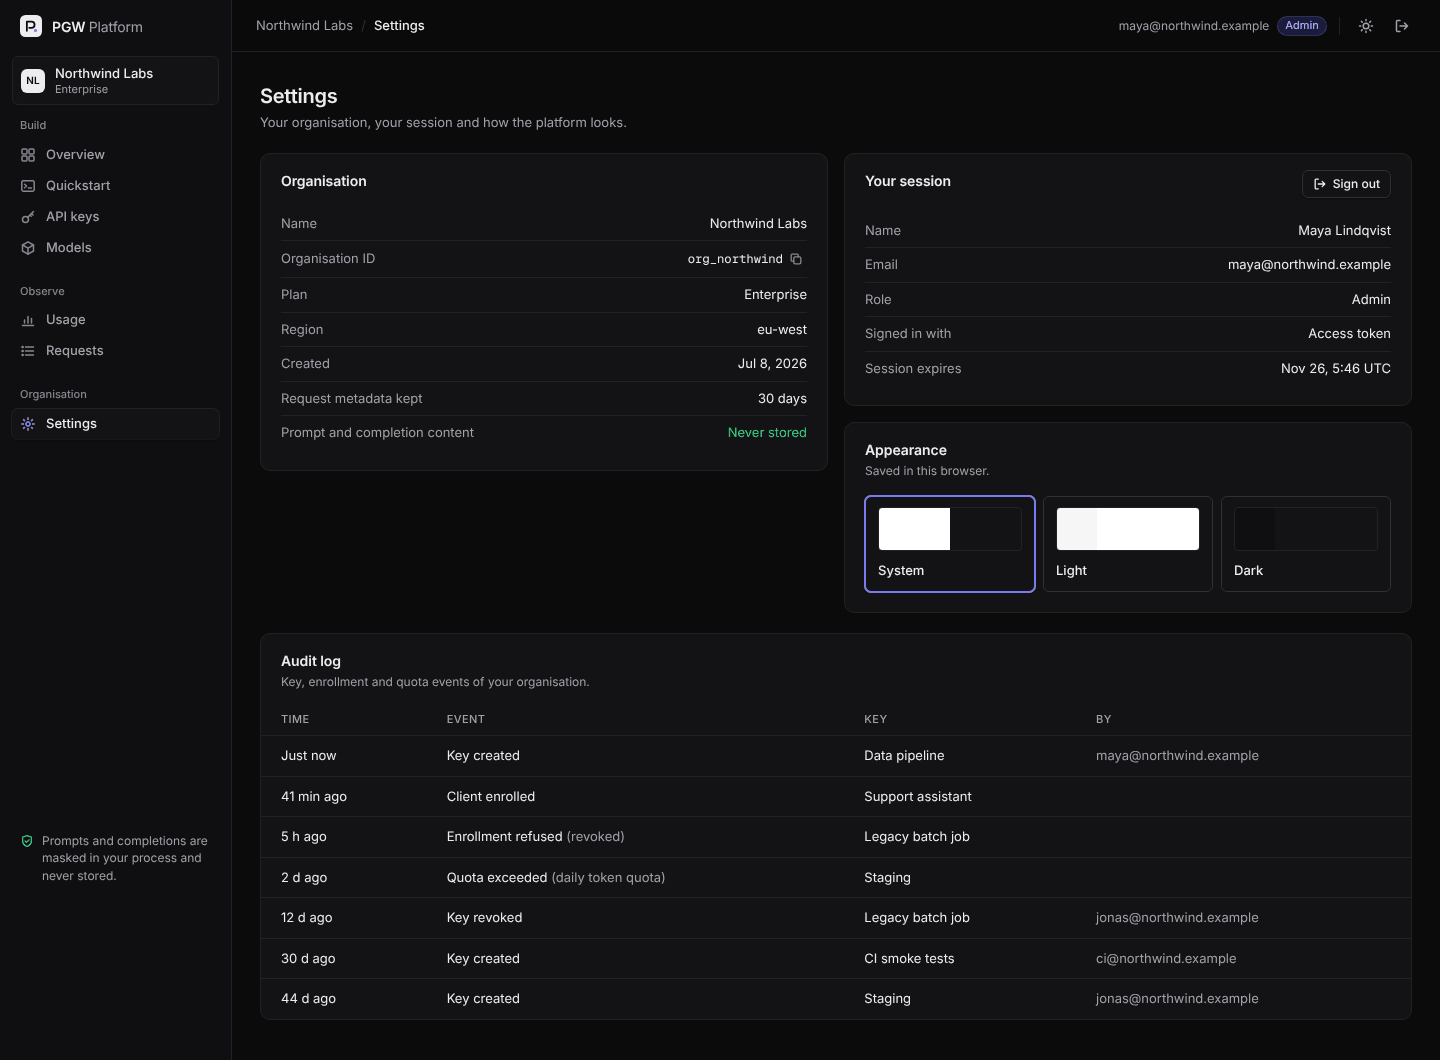 PGW Platform
NL
Northwind Labs
Enterprise
Build
Overview
Quickstart
API keys
Models
Observe
Usage
Requests
Organisation
Settings
Prompts and completions are
masked in your process and
never stored.
Northwind Labs / Settings
maya@northwind.example Admin
Settings
Your organisation, your session and how the platform looks.
Organisation
Name Northwind Labs
Organisation ID org_northwind
Plan Enterprise
Region eu-west
Created Jul 8, 2026
Request metadata kept 30 days
Prompt and completion content Never stored
Your session
Sign out
Name Maya Lindqvist
Email maya@northwind.example
Role Admin
Signed in with Access token
Session expires Nov 26, 5:46 UTC
Appearance
Saved in this browser.
System Light Dark
Audit log
Key, enrollment and quota events of your organisation.
TIME EVENT KEY BY
Just now Key created Data pipeline maya@northwind.example
41 min ago Client enrolled Support assistant
5 h ago Enrollment refused (revoked) Legacy batch job
2 d ago Quota exceeded (daily token quota) Staging
12 d ago Key revoked Legacy batch job jonas@northwind.example
30 d ago Key created CI smoke tests ci@northwind.example
44 d ago Key created Staging jonas@northwind.example